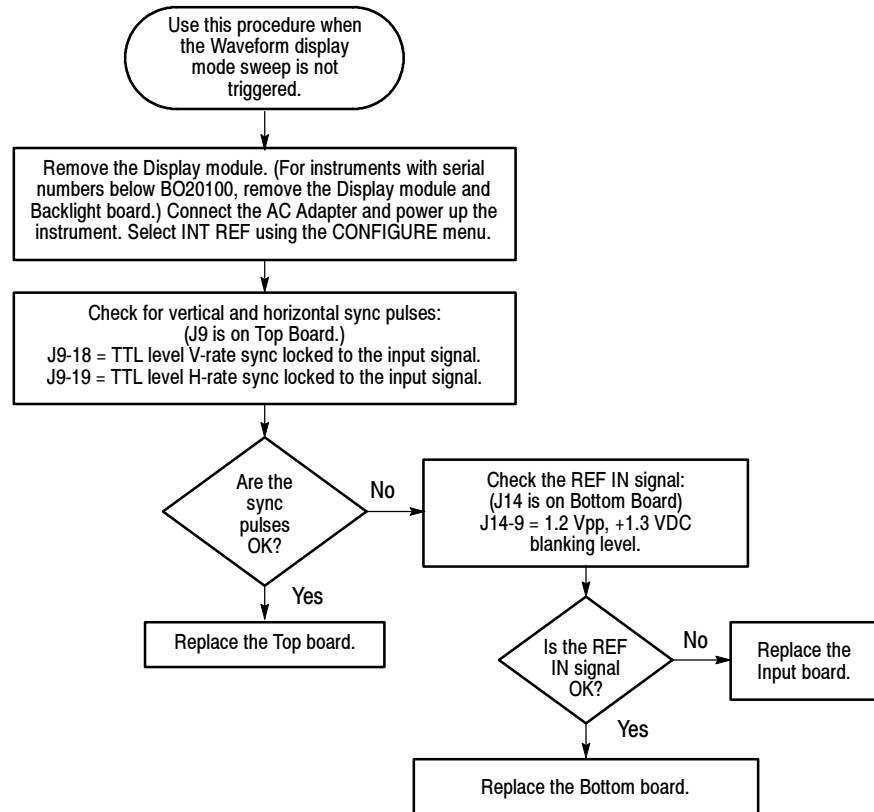 Use this procedure when
the Waveform display
mode sweep is not
triggered.
Remove the Display module. (For instruments with serial
numbers below BO20100, remove the Display module and
Backlight board.) Connect the AC Adapter and power up the
instrument. Select INT REF using the CONFIGURE menu.
Check for vertical and horizontal sync pulses:
(J9 is on Top Board.)
J9-18 = TTL level V-rate sync locked to the input signal.
J9-19 = TTL level H-rate sync locked to the input signal.
Are the
sync
pulses
OK?
No
Yes
Replace the Top board.
Check the REF IN signal:
(J14 is on Bottom Board)
J14-9 = 1.2 Vpp, +1.3 VDC
blanking level.
Is the REF
IN signal
OK?
No
Replace the
Input board.
Yes
Replace the Bottom board.